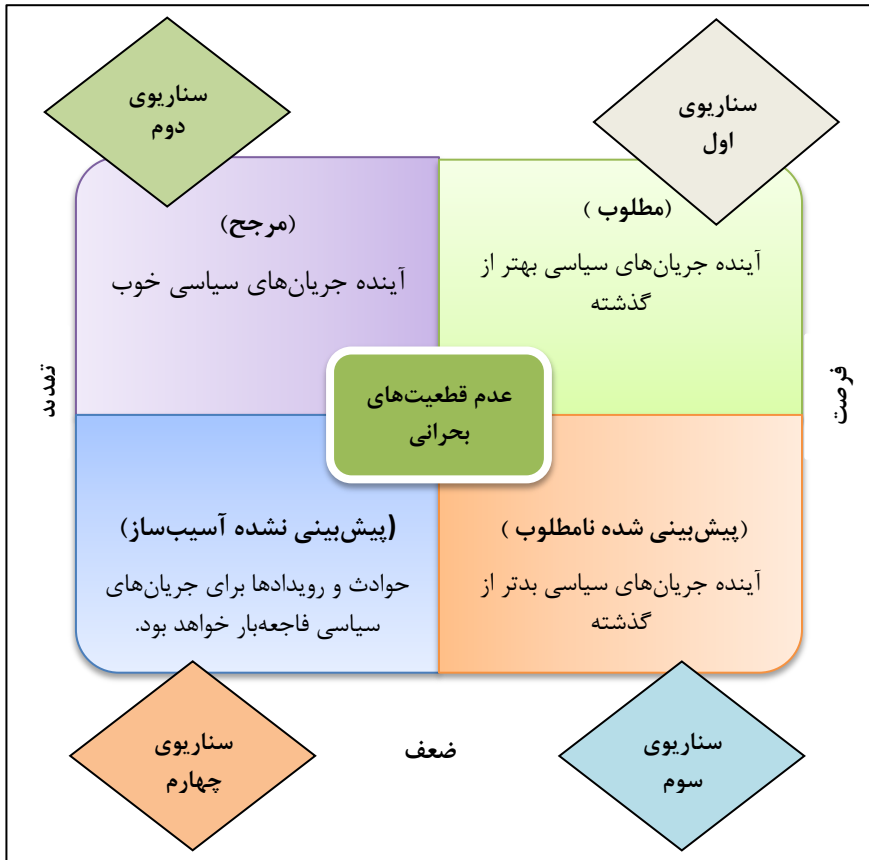 سناریوی
اول
سناریوی
دوم
(مطلوب )
آینده جریان‌های سیاسی بهتر از
گذشته
(مرجح)
آینده جریان‌های سیاسی خوب
فرصت
تهدید
عدم قطعیت‌های
بحرانی
(پیش‌بینی شده نامطلوب )
آینده جریان‌های سیاسی بدتر از
گذشته
(پیش‌بینی نشده آسیب‌ساز)
حوادث و رویدادها برای جریان‌های
سیاسی فاجعه‌بار خواهد بود.
سناریوی
سوم
ضعف
سناریوی
چهارم